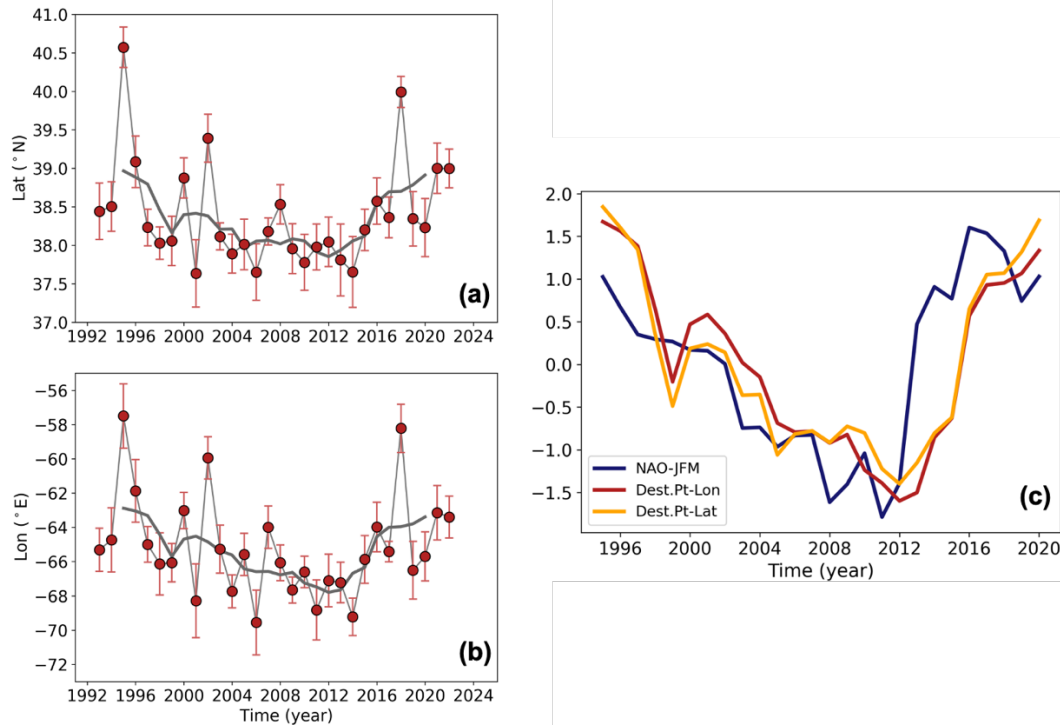 41.0
40.5
40.0
39.5
39.0
38.5
38.0
37.5
37.0
Lat (°N)
(a)
1992 1996 2000 2004 2008 2012 2016 2020 2024
−56
−58
−60
−62
−64
−66
−68
−70
−72
Lon (°E)
(b)
1992 1996 2000 2004 2008 2012 2016 2020 2024
Time (year)
2.0
1.5
1.0
0.5
0.0
−0.5
−1.0
−1.5
NAO-JFM
Dest.Pt-Lon
Dest.Pt-Lat
(c)
1996 2000 2004 2008 2012 2016 2020
Time (year)